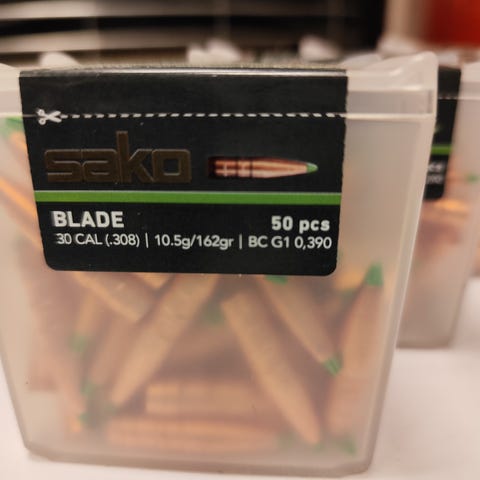 sako
BLADE
50 pcs
30 CAL (.308) | 10.5g/162gr | BC G1 0,390